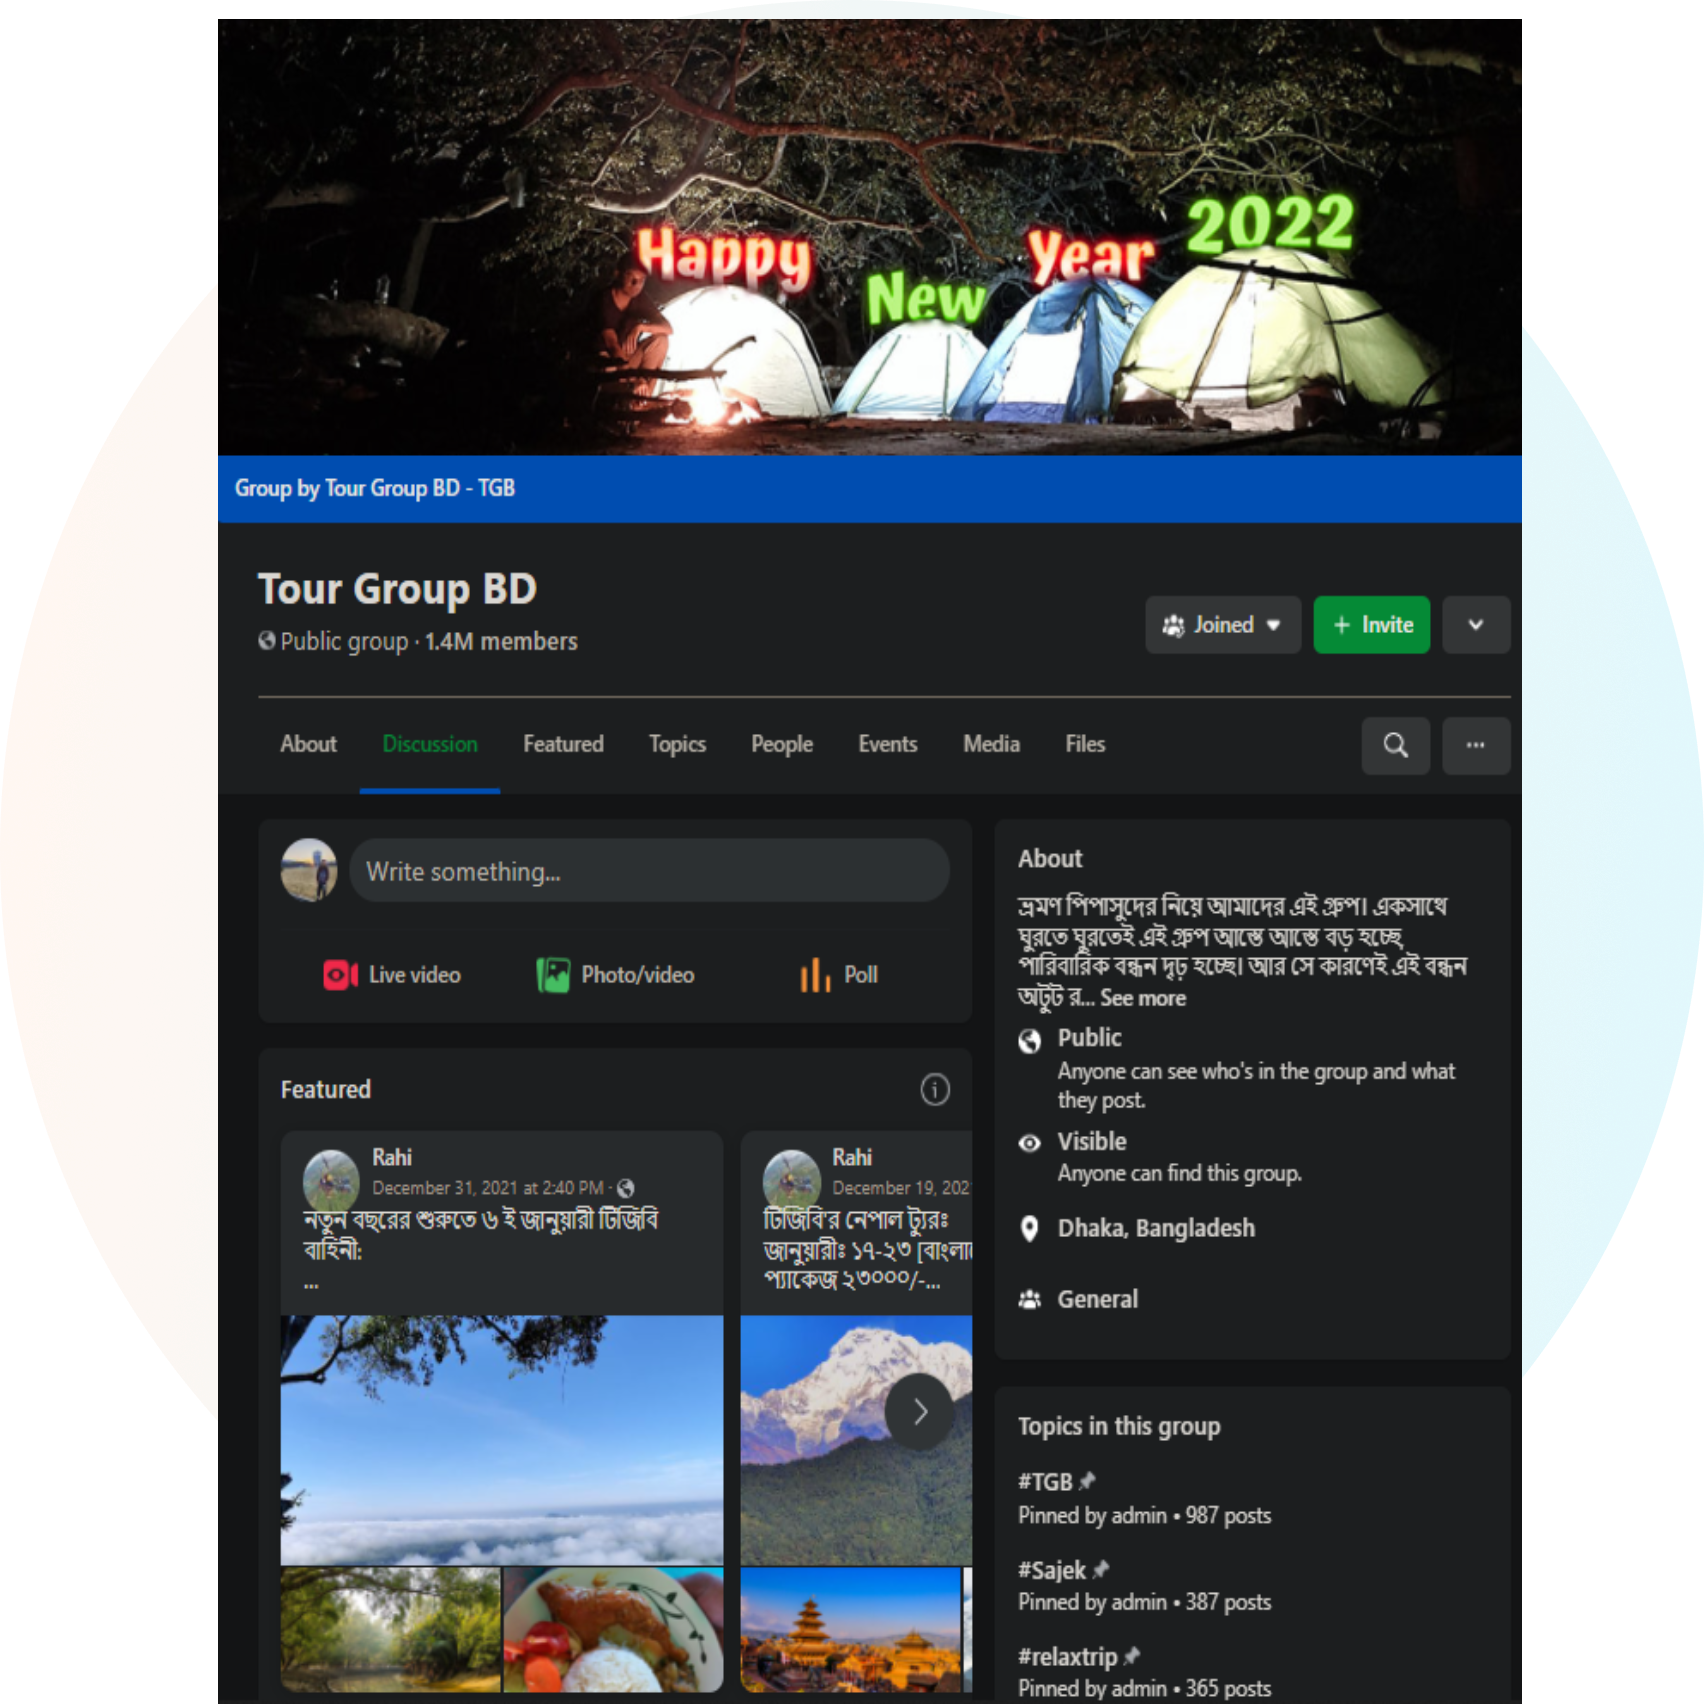 Happy
New
Year
2022
Group by Tour Group BD - TGB
Tour Group BD
Public group · 1.4M members
Joined
+ Invite
About
Discussion
Featured
Topics
People
Events
Media
Files
Write something...
Live video
Photo/video
Poll
Featured
Rahi
December 31, 2021 at 2:40 PM ·
নতুন বছরের শুরুতে ৬ ই জানুয়ারী টিজিবি
বাহিনী:
...
Rahi
December 19, 202
টিজিবি'র নেপাল ট্যুরঃ
জানুয়ারীঃ ১৭-২৩ [বাংলা
প্যাকেজ ২৩০০০/-...
About
ভ্রমণ পিপাসুদের নিয়ে আমাদের এই গ্রুপ। একসাথে
ঘুরতে ঘুরতেই এই গ্রুপ আস্তে আস্তে বড় হচ্ছে
পারিবারিক বন্ধন দৃঢ় হচ্ছে। আর সে কারণেই এই বন্ধন
অটুট র... See more
Public
Anyone can see who's in the group and what
they post.
Visible
Anyone can find this group.
Dhaka, Bangladesh
General
Topics in this group
#TGB
Pinned by admin • 987 posts
#Sajek
Pinned by admin • 387 posts
#relaxtrip
Pinned by admin • 365 posts